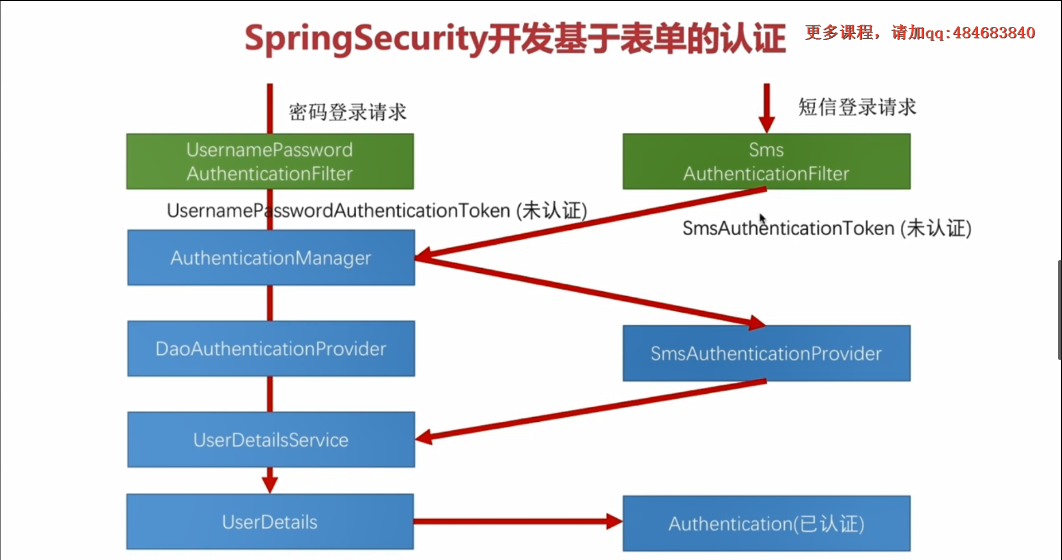 SpringSecurity开发基于表单的认证
更多课程，请加qq:484683840
密码登录请求
短信登录请求
UsernamePassword
AuthenticationFilter
Sms
AuthenticationFilter
UsernamePasswordAuthenticationToken (未认证)
SmsAuthenticationToken (未认证)
AuthenticationManager
DaoAuthenticationProvider
SmsAuthenticationProvider
UserDetailsService
UserDetails
Authentication(已认证)